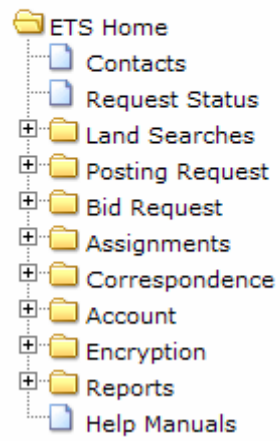 ETS Home
Contacts
Request Status
Land Searches
Posting Request
Bid Request
Assignments
Correspondence
Account
Encryption
Reports
Help Manuals